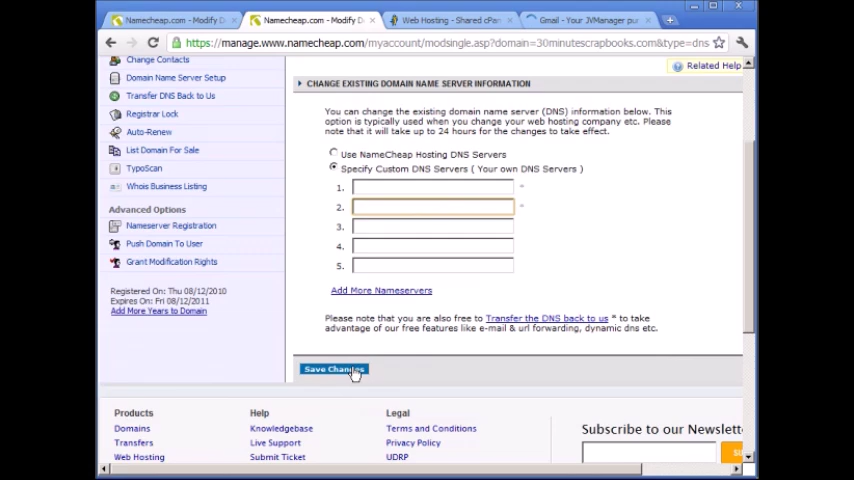 Namecheap.com - Modify D
Namecheap.com - Modify D
Web Hosting - Shared cPan
Gmail - Your JVManager pu
https://manage.www.namecheap.com/myaccount/modsingle.asp?domain=30minutescrapbooks.com&type=dns
Change Contacts
Domain Name Server Setup
Transfer DNS Back to Us
Registrar Lock
Auto-Renew
List Domain For Sale
TypoScan
Whois Business Listing
Advanced Options
Nameserver Registration
Push Domain To User
Grant Modification Rights
Registered On: Thu 08/12/2010
Expires On: Fri 08/12/2011
Add More Years to Domain
Related Help
CHANGE EXISTING DOMAIN NAME SERVER INFORMATION
You can change the existing domain name server (DNS) information below. This
option is typically used when you change your web hosting company etc. Please
note that it will take up to 24 hours for the changes to take effect.
Use NameCheap Hosting DNS Servers
Specify Custom DNS Servers ( Your own DNS Servers )
1. *
2. *
3.
4.
5.
Add More Nameservers
Please note that you are also free to Transfer the DNS back to us * to take
advantage of our free features like e-mail & url forwarding, dynamic dns etc.
Save Changes
Products
Domains
Transfers
Web Hosting
Help
Knowledgebase
Live Support
Submit Ticket
Legal
Terms and Conditions
Privacy Policy
UDRP
Subscribe to our Newslett